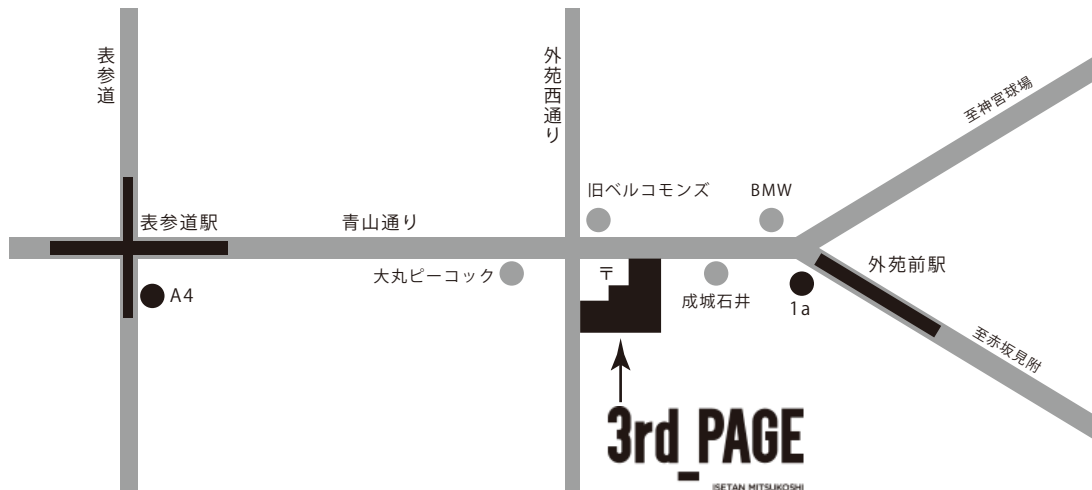 表参道
外苑西通り
至神宮球場
旧ベルコモンズ
BMW
表参道駅
青山通り
外苑前駅
大丸ピーコック
〒
成城石井
A4
1a
至赤坂見附
3rd_PAGE
ISETAN MITSUKOSHI